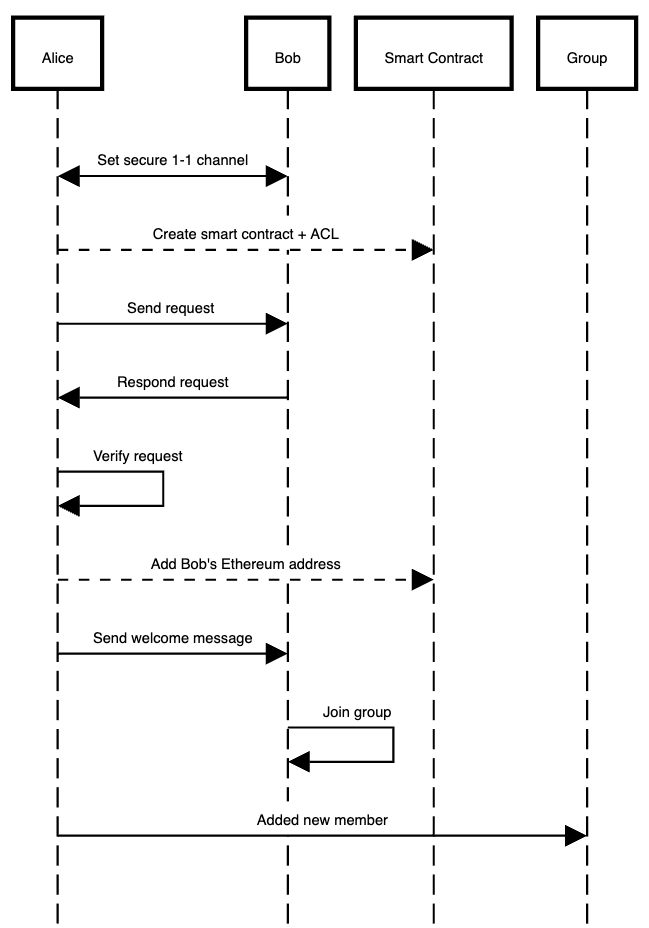 Alice
Bob
Smart Contract
Group
Set secure 1-1 channel
Create smart contract + ACL
Send request
Respond request
Verify request
Add Bob's Ethereum address
Send welcome message
Join group
Added new member